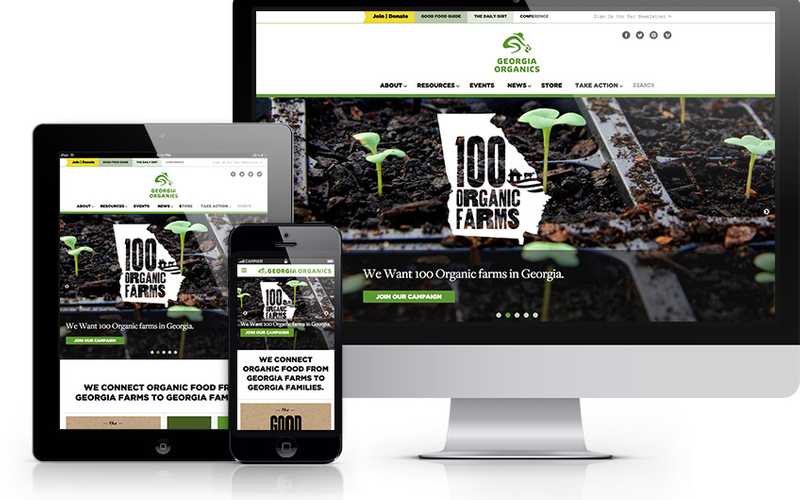 Join | Donate
GOOD FOOD GUIDE
THE DAILY DIRT
CONFERENCE
Sign Up For Our Newsletter
GEORGIA
ORGANICS
ABOUT
RESOURCES
EVENTS
NEWS
STORE
TAKE ACTION
SEARCH
100
ORGANIC
FARMS
We Want 100 Organic farms in Georgia.
JOIN OUR CAMPAIGN
Join | Donate
GOOD FOOD GUIDE
THE DAILY DIRT
CONFERENCE
GEORGIA
ORGANICS
ABOUT
RESOURCES
EVENTS
NEWS
STORE
TAKE ACTION
100
ORGANIC
FARMS
We Want 100 Organic farms in Georgia.
JOIN OUR CAMPAIGN
WE CONNECT ORGANIC FOOD FR
GEORGIA FARMS TO GEORGIA FAM
The
CARRIER
GEORGIA ORGANICS
100
ORGANIC
FARMS
We Want 100 Organic farms in Georgia.
JOIN OUR CAMPAIGN
WE CONNECT
ORGANIC FOOD FROM
GEORGIA FARMS TO
GEORGIA FAMILIES.
The
GOOD